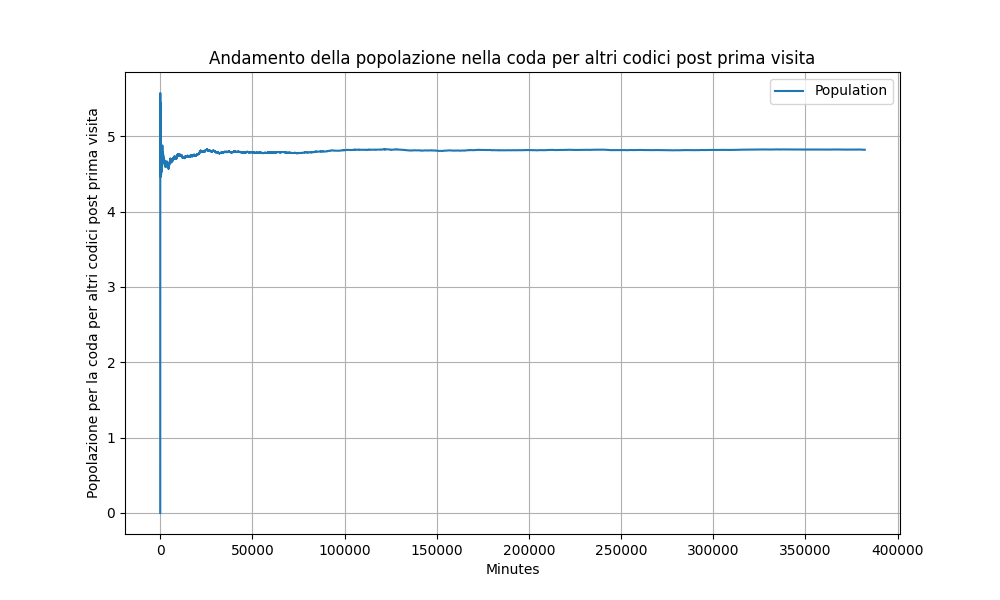 Andamento della popolazione nella coda per altri codici post prima visita
Popolazione per la coda per altri codici post prima visita
5
4
3
2
1
0
Population
0 50000 100000 150000 200000 250000 300000 350000 400000
Minutes